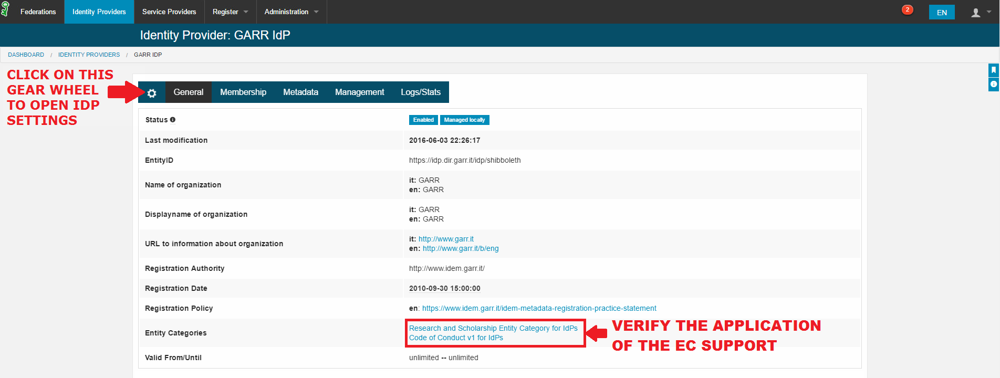 Federations
Identity Providers
Service Providers
Register
Administration
2
EN
Identity Provider: GARR IdP
DASHBOARD / IDENTITY PROVIDERS / GARR IDP
CLICK ON THIS
GEAR WHEEL
TO OPEN IDP
SETTINGS
General
Membership
Metadata
Management
Logs/Stats
Status
Enabled Managed locally
Last modification
2016-06-03 22:26:17
EntityID
https://idp.dir.garr.it/idp/shibboleth
Name of organization
it: GARR
en: GARR
Displayname of organization
it: GARR
en: GARR
URL to information about organization
it: http://www.garr.it
en: http://www.garr.it/b/eng
Registration Authority
http://www.idem.garr.it/
Registration Date
2010-09-30 15:00:00
Registration Policy
en: https://www.idem.garr.it/idem-metadata-registration-practice-statement
Entity Categories
Research and Scholarship Entity Category for IdPs
Code of Conduct v1 for IdPs
VERIFY THE APPLICATION
OF THE EC SUPPORT
Valid From/Until
unlimited -- unlimited